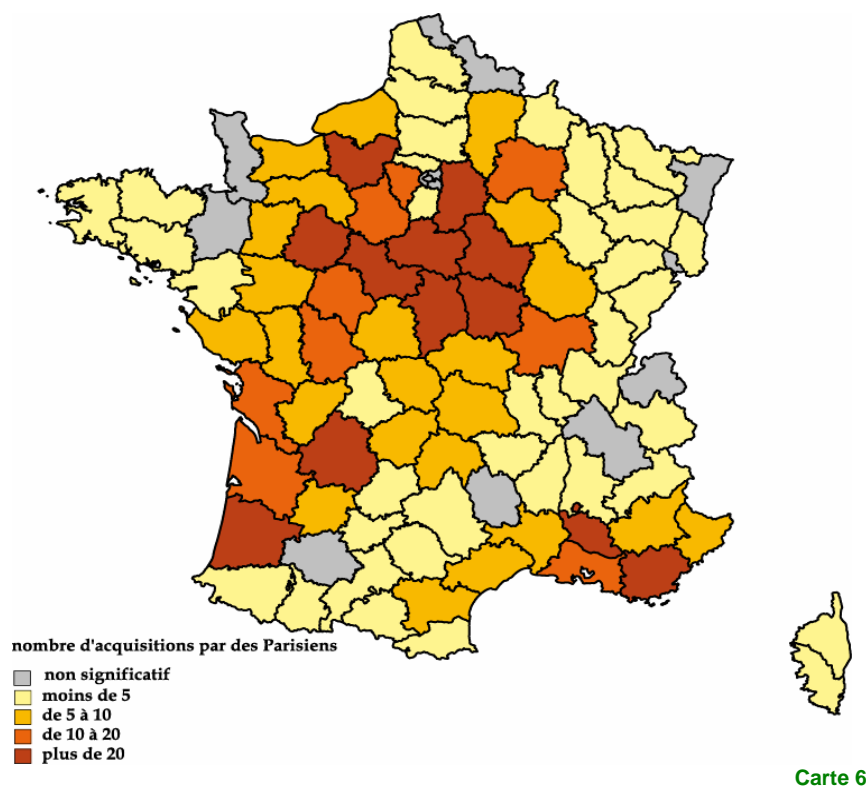 nombre d'acquisitions par des Parisiens
non significatif
moins de 5
de 5 à 10
de 10 à 20
plus de 20
Carte 6